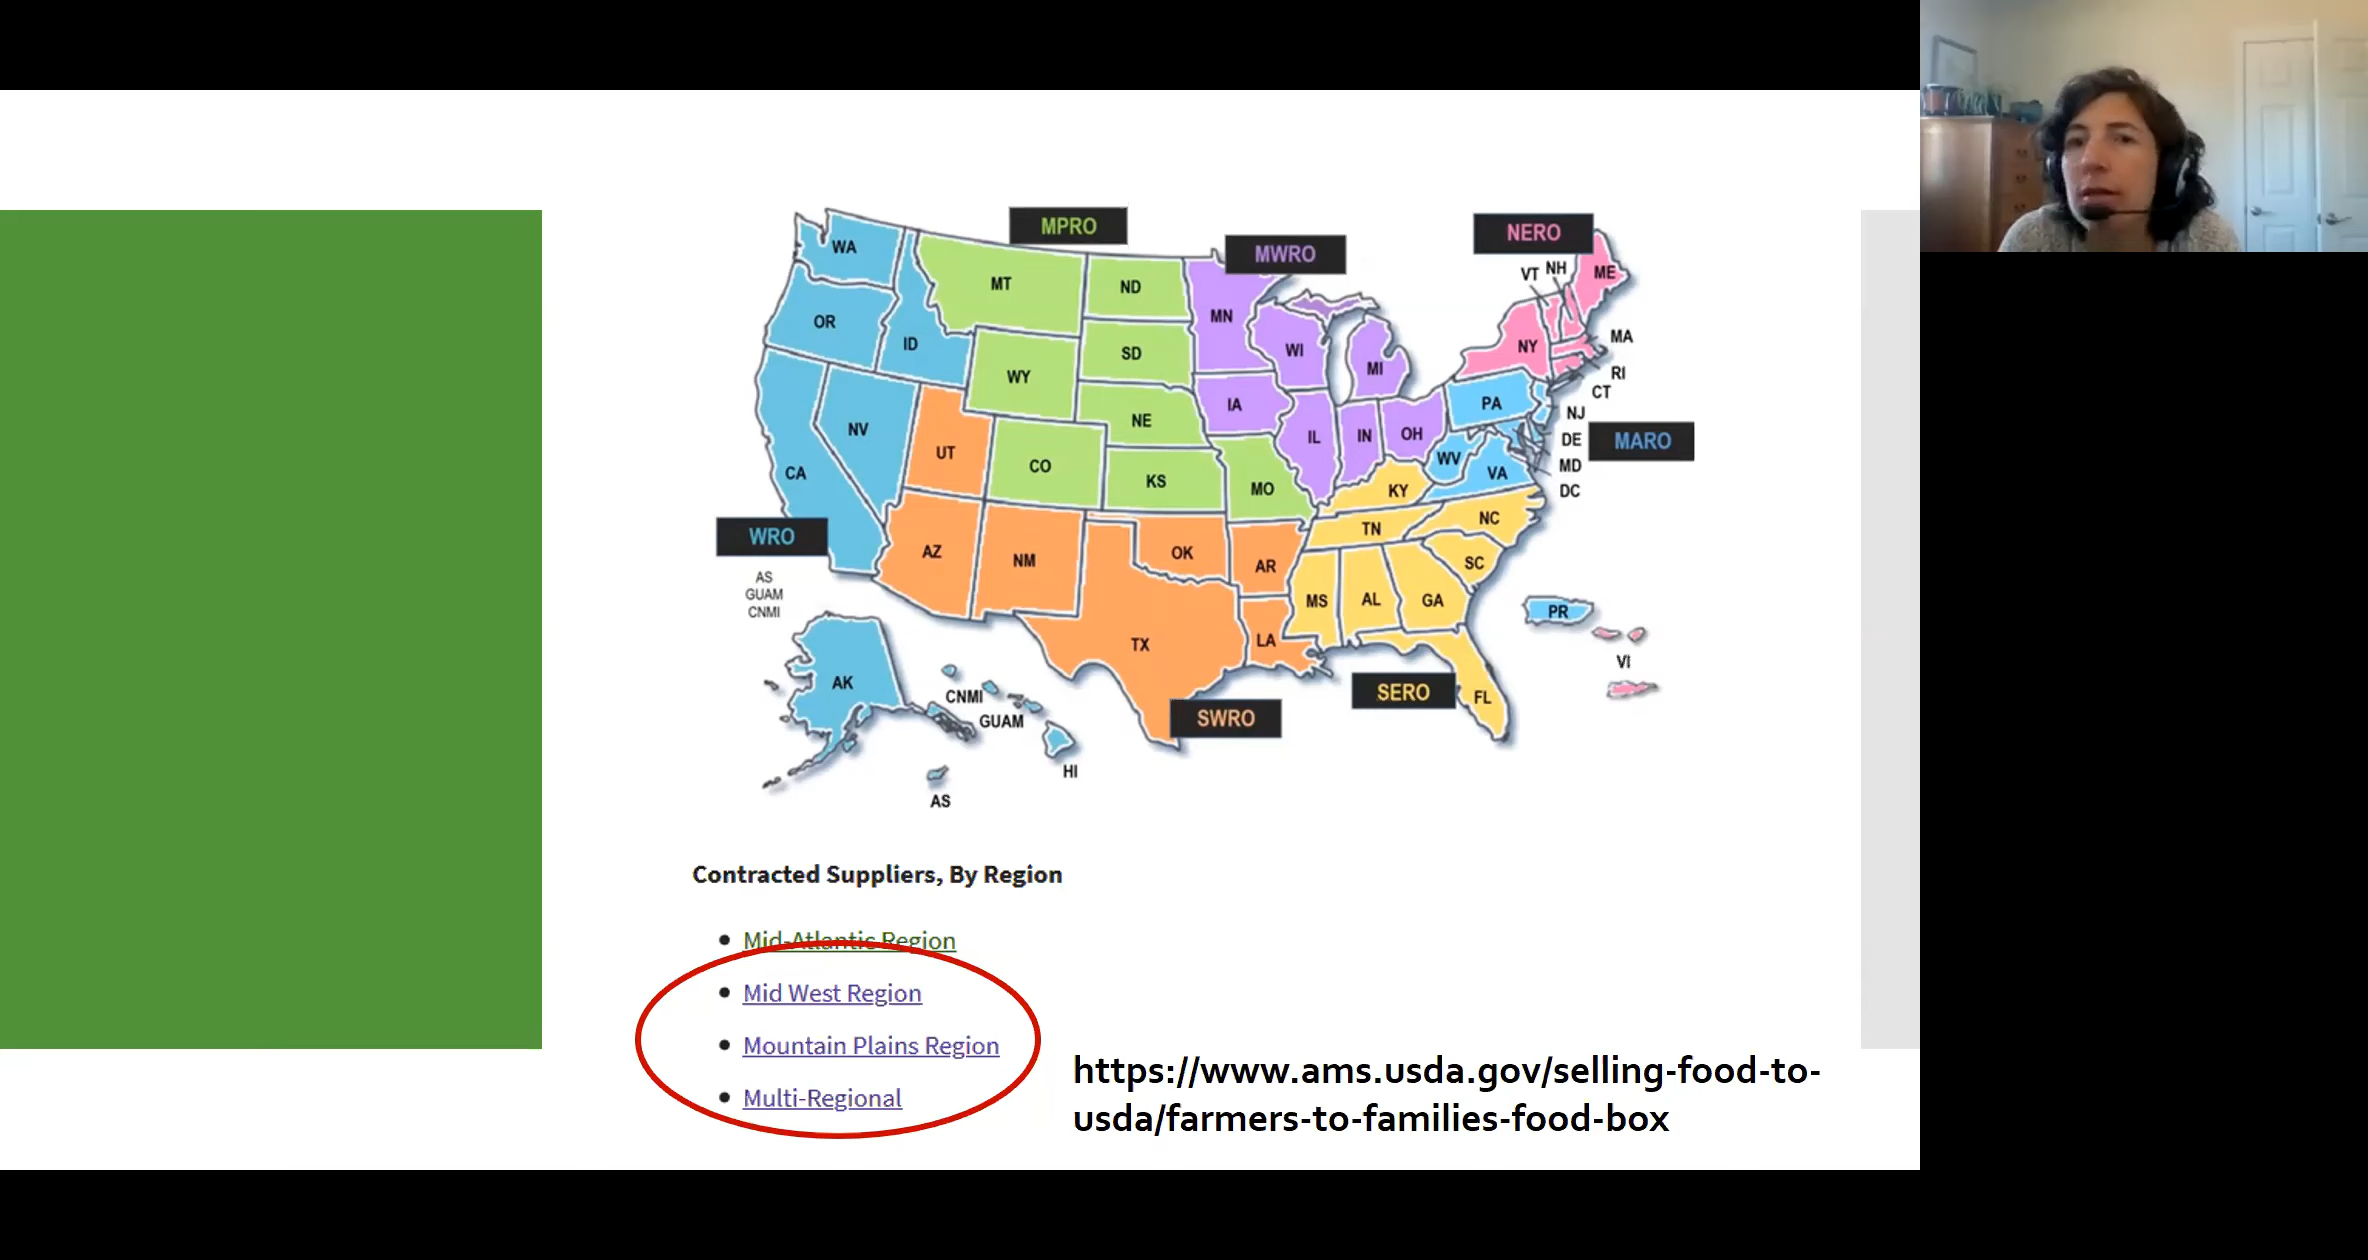 MPRO
MWRO
NERO
WA
MT
ND
MN
VT
NH
ME
OR
ID
SD
WI
MI
NY
MA
WY
RI
CT
IA
PA
NJ
NE
NV
UT
CO
KS
IL
IN
OH
DE
MARO
WV
VA
MD
DC
CA
MO
KY
NC
TN
WRO
AZ
NM
OK
AR
SC
AS
GUAM
CNMI
MS
AL
GA
PR
TX
LA
VI
AK
CNMI
GUAM
SERO
FL
SWRO
HI
AS
Contracted Suppliers, By Region
• Mid-Atlantic Region
• Mid West Region
• Mountain Plains Region
• Multi-Regional
https://www.ams.usda.gov/selling-food-to-
usda/farmers-to-families-food-box